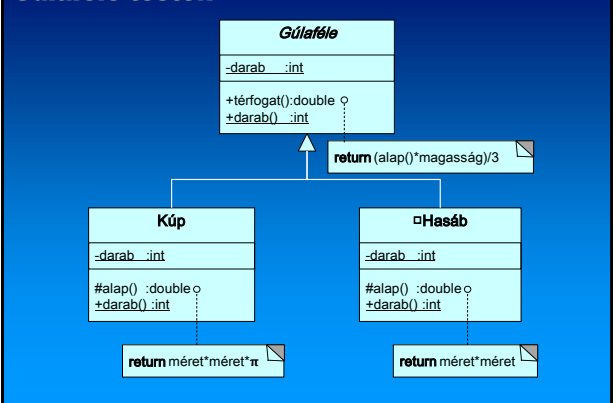 Gúlaféle
-darab :int
+térfogat():double
+darab() :int
return (alap()*magasság)/3
Kúp
-darab :int
#alap() :double
+darab() :int
return méret*méret*π
□Hasáb
-darab :int
#alap() :double
+darab() :int
return méret*méret